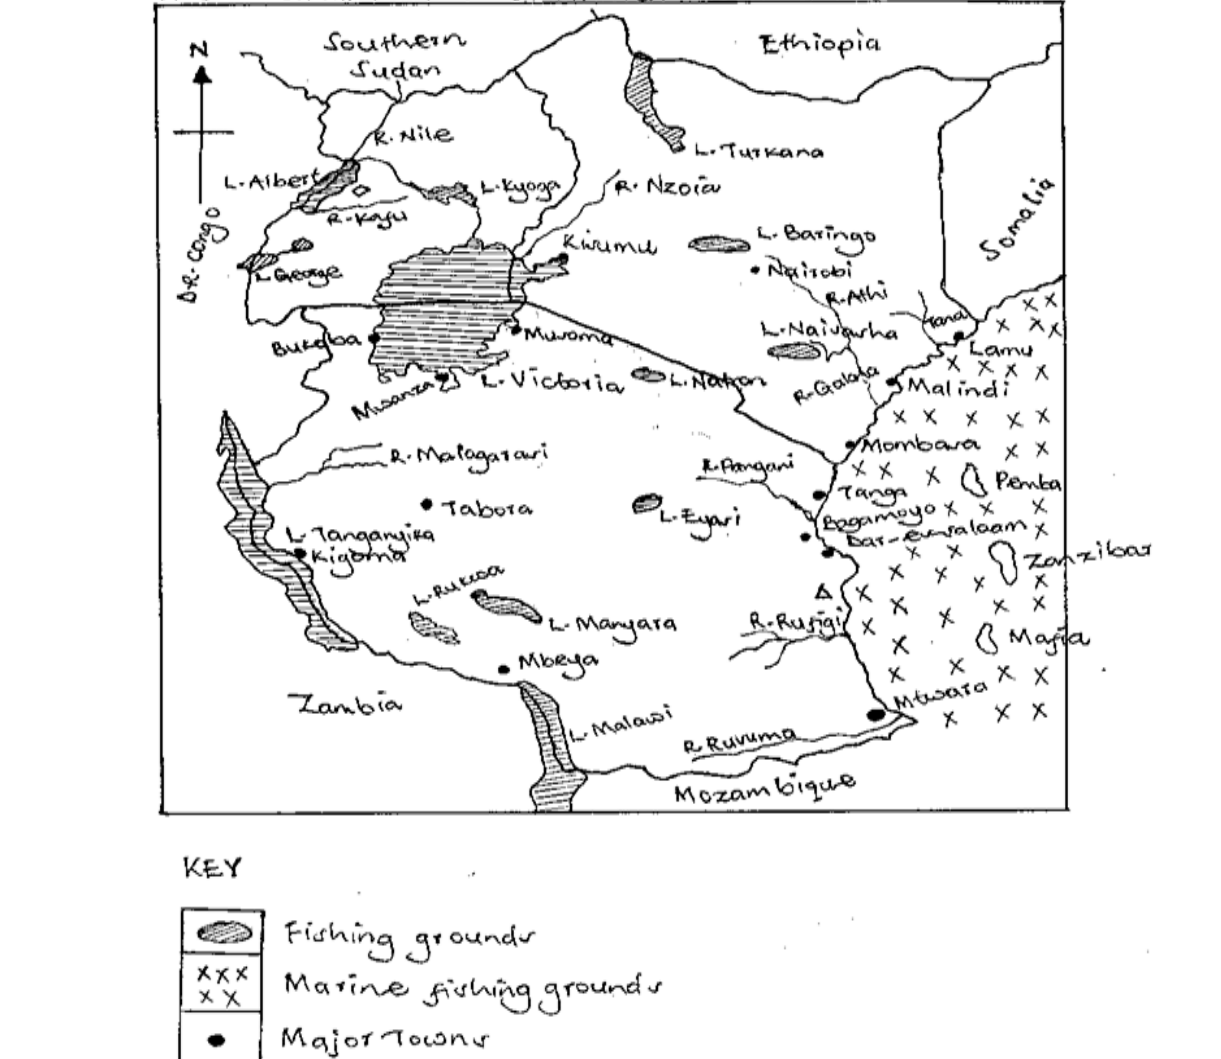 Southern
Sudan
Ethiopia
N
R. Nile
L. Turkana
L. Albert
L. Kyoga
R. Nzoia
R. Kafu
Somalia
D.R. Congo
L. Baringo
Kisumu
L. George
Nairobi
R. Athi
Tana
L. Naivasha
Bukoba
Musoma
Lamu
L. Victoria
L. Natron
Mwanza
R. Galana
Malindi
R. Malagarasi
Mombasa
R. Pangani
Pemba
Tanga
Tabora
L. Eyasi
Bagamoyo
Dar-es-salaam
L. Tanganyika
Kigoma
Zanzibar
L. Rukwa
L. Manyara
R. Rufigi
Mafia
Mbeya
Zambia
Mtwara
L. Malawi
R. Ruvuma
Mozambique
KEY
Fishing grounds
Marine fishing grounds
Major Towns